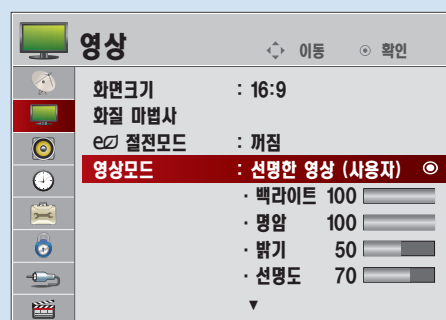 영상
이동 ⊙ 확인
화면크기 : 16:9
화질 마법사
절전모드 : 꺼짐
영상모드 : 선명한 영상 (사용자)
· 백라이트 100
· 명암 100
· 밝기 50
· 선명도 70
▼